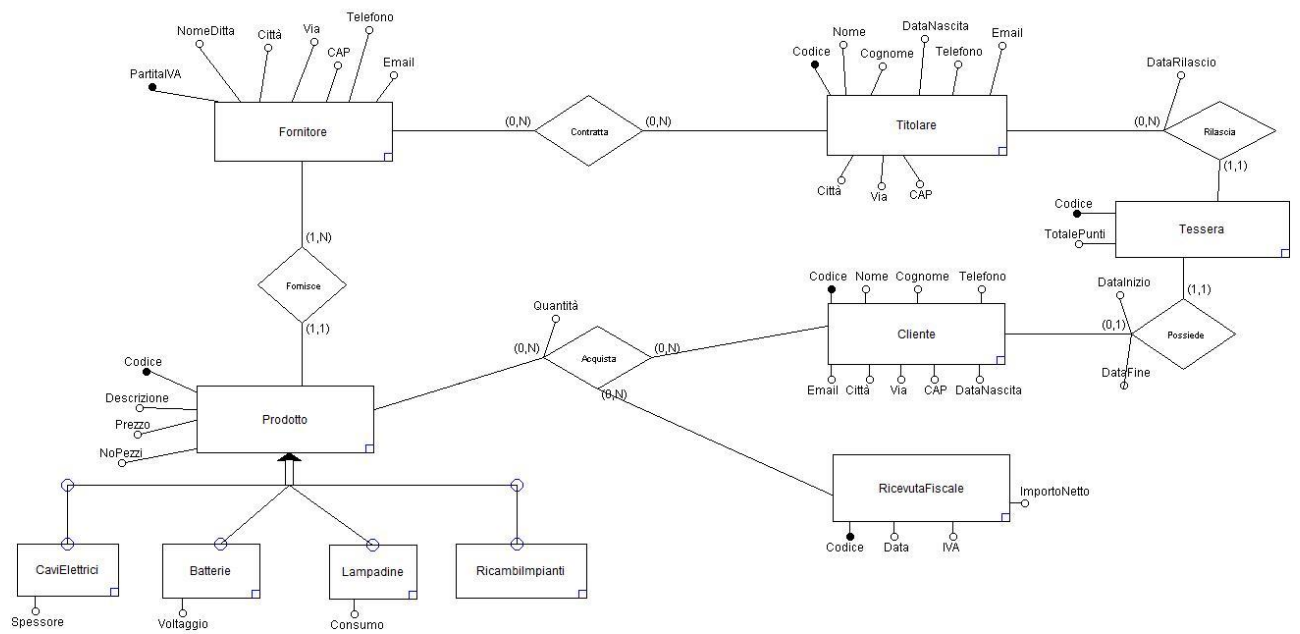 Telefono
NomeDitta
Città
Via
CAP
Email
PartitaIVA
Fornitore
(0,N)
Contratta
(0,N)
DataNascita
Nome
Email
Codice
Cognome
Telefono
Titolare
Città
Via
CAP
DataRilascio
(0,N)
Rilascia
(1,1)
Codice
TotalePunti
Tessera
(1,N)
Fornisce
(1,1)
Quantità
(0,N)
Acquista
(0,N)
(0,N)
Codice
Nome
Cognome
Telefono
Cliente
Email
Città
Via
CAP
DataNascita
DataInizio
(1,1)
(0,1)
Possiede
DataFine
Codice
Descrizione
Prezzo
NoPezzi
Prodotto
RicevutaFiscale
ImportoNetto
Codice
Data
IVA
CaviElettrici
Batterie
Lampadine
RicambiImpianti
Spessore
Voltaggio
Consumo